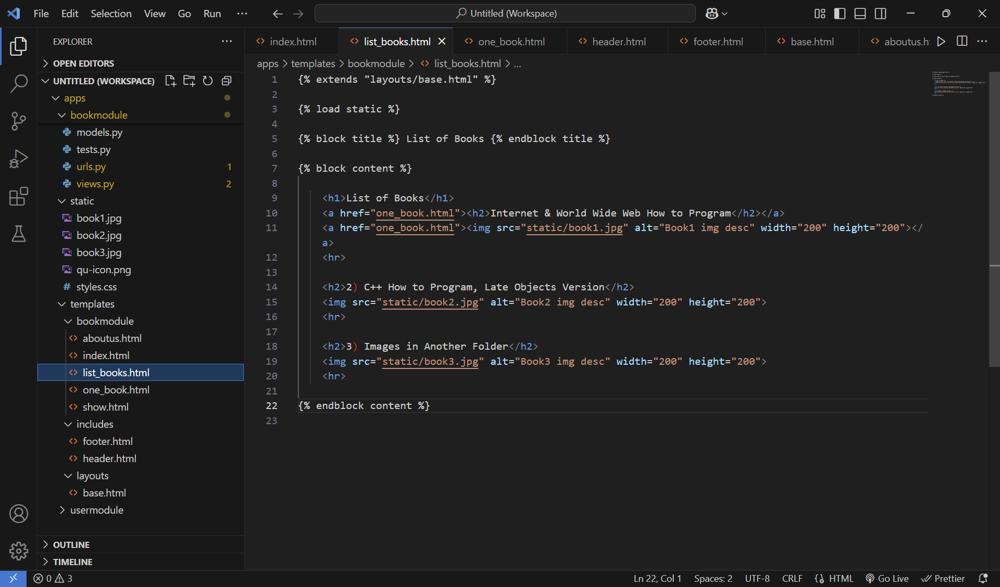 File Edit Selection View Go Run ··· Untitled (Workspace)
EXPLORER ···
OPEN EDITORS
UNTITLED (WORKSPACE)
apps
bookmodule
models.py
tests.py
urls.py 1
views.py 2
static
book1.jpg
book2.jpg
book3.jpg
qu-icon.png
# styles.css
templates
bookmodule
aboutus.html
index.html
list_books.html
one_book.html
show.html
includes
footer.html
header.html
layouts
base.html
usermodule
OUTLINE
TIMELINE
index.html list_books.html one_book.html header.html footer.html base.html aboutus.h
apps > templates > bookmodule > list_books.html > ...
1 {% extends "layouts/base.html" %}
2
3 {% load static %}
4
5 {% block title %} List of Books {% endblock title %}
6
7 {% block content %}
8
9 <h1>List of Books</h1>
10 <a href="one_book.html"><h2>Internet & World Wide Web How to Program</h2></a>
11 <a href="one_book.html"><img src="static/book1.jpg" alt="Book1 img desc" width="200" height="200"></
a>
12 <hr>
13
14 <h2>2) C++ How to Program, Late Objects Version</h2>
15 <img src="static/book2.jpg" alt="Book2 img desc" width="200" height="200">
16 <hr>
17
18 <h2>3) Images in Another Folder</h2>
19 <img src="static/book3.jpg" alt="Book3 img desc" width="200" height="200">
20 <hr>
21
22 {% endblock content %}
23
0 3 Ln 22, Col 1 Spaces: 2 UTF-8 CRLF HTML Go Live Prettier